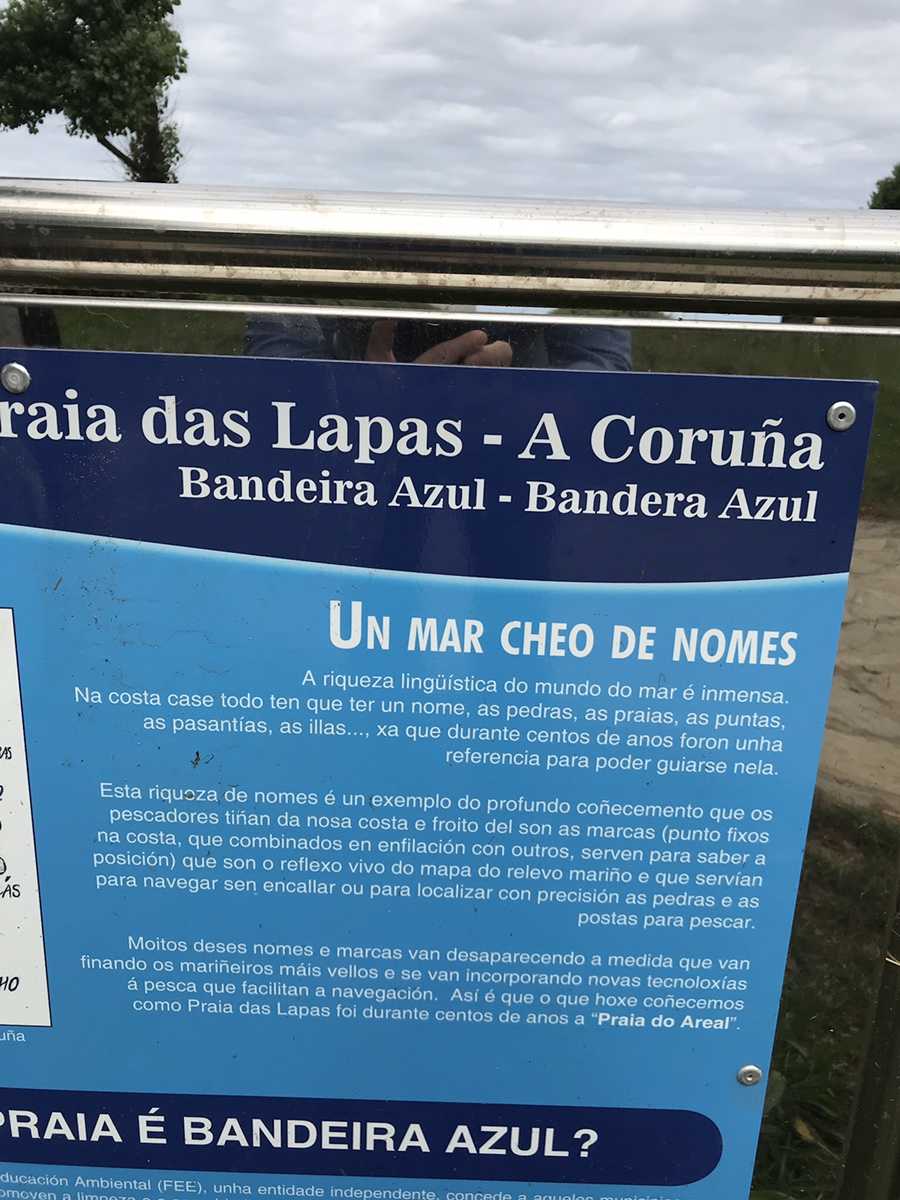 raia das Lapas - A Coruña
Bandeira Azul - Bandera Azul
UN MAR CHEO DE NOMES
A riqueza lingüística do mundo do mar é inmensa.
Na costa case todo ten que ter un nome, as pedras, as praias, as puntas,
as pasantías, as illas..., xa que durante centos de anos foron unha
referencia para poder guiarse nela.
Esta riqueza de nomes é un exemplo do profundo coñecemento que os
pescadores tiñan da nosa costa e froito del son as marcas (punto fixos
na costa, que combinados en enfilación con outros, serven para saber a
posición) que son o reflexo vivo do mapa do relevo mariño e que servían
para navegar sen encallar ou para localizar con precisión as pedras e as
postas para pescar.
Moitos deses nomes e marcas van desaparecendo a medida que van
finando os mariñeiros máis vellos e se van incorporando novas tecnoloxías
á pesca que facilitan a navegación. Así é que o que hoxe coñecemos
como Praia das Lapas foi durante centos de anos a “Praia do Areal”.
uña
PRAIA É BANDEIRA AZUL?
ducación Ambiental (FEE), unha entidade independente, concede a aqueles